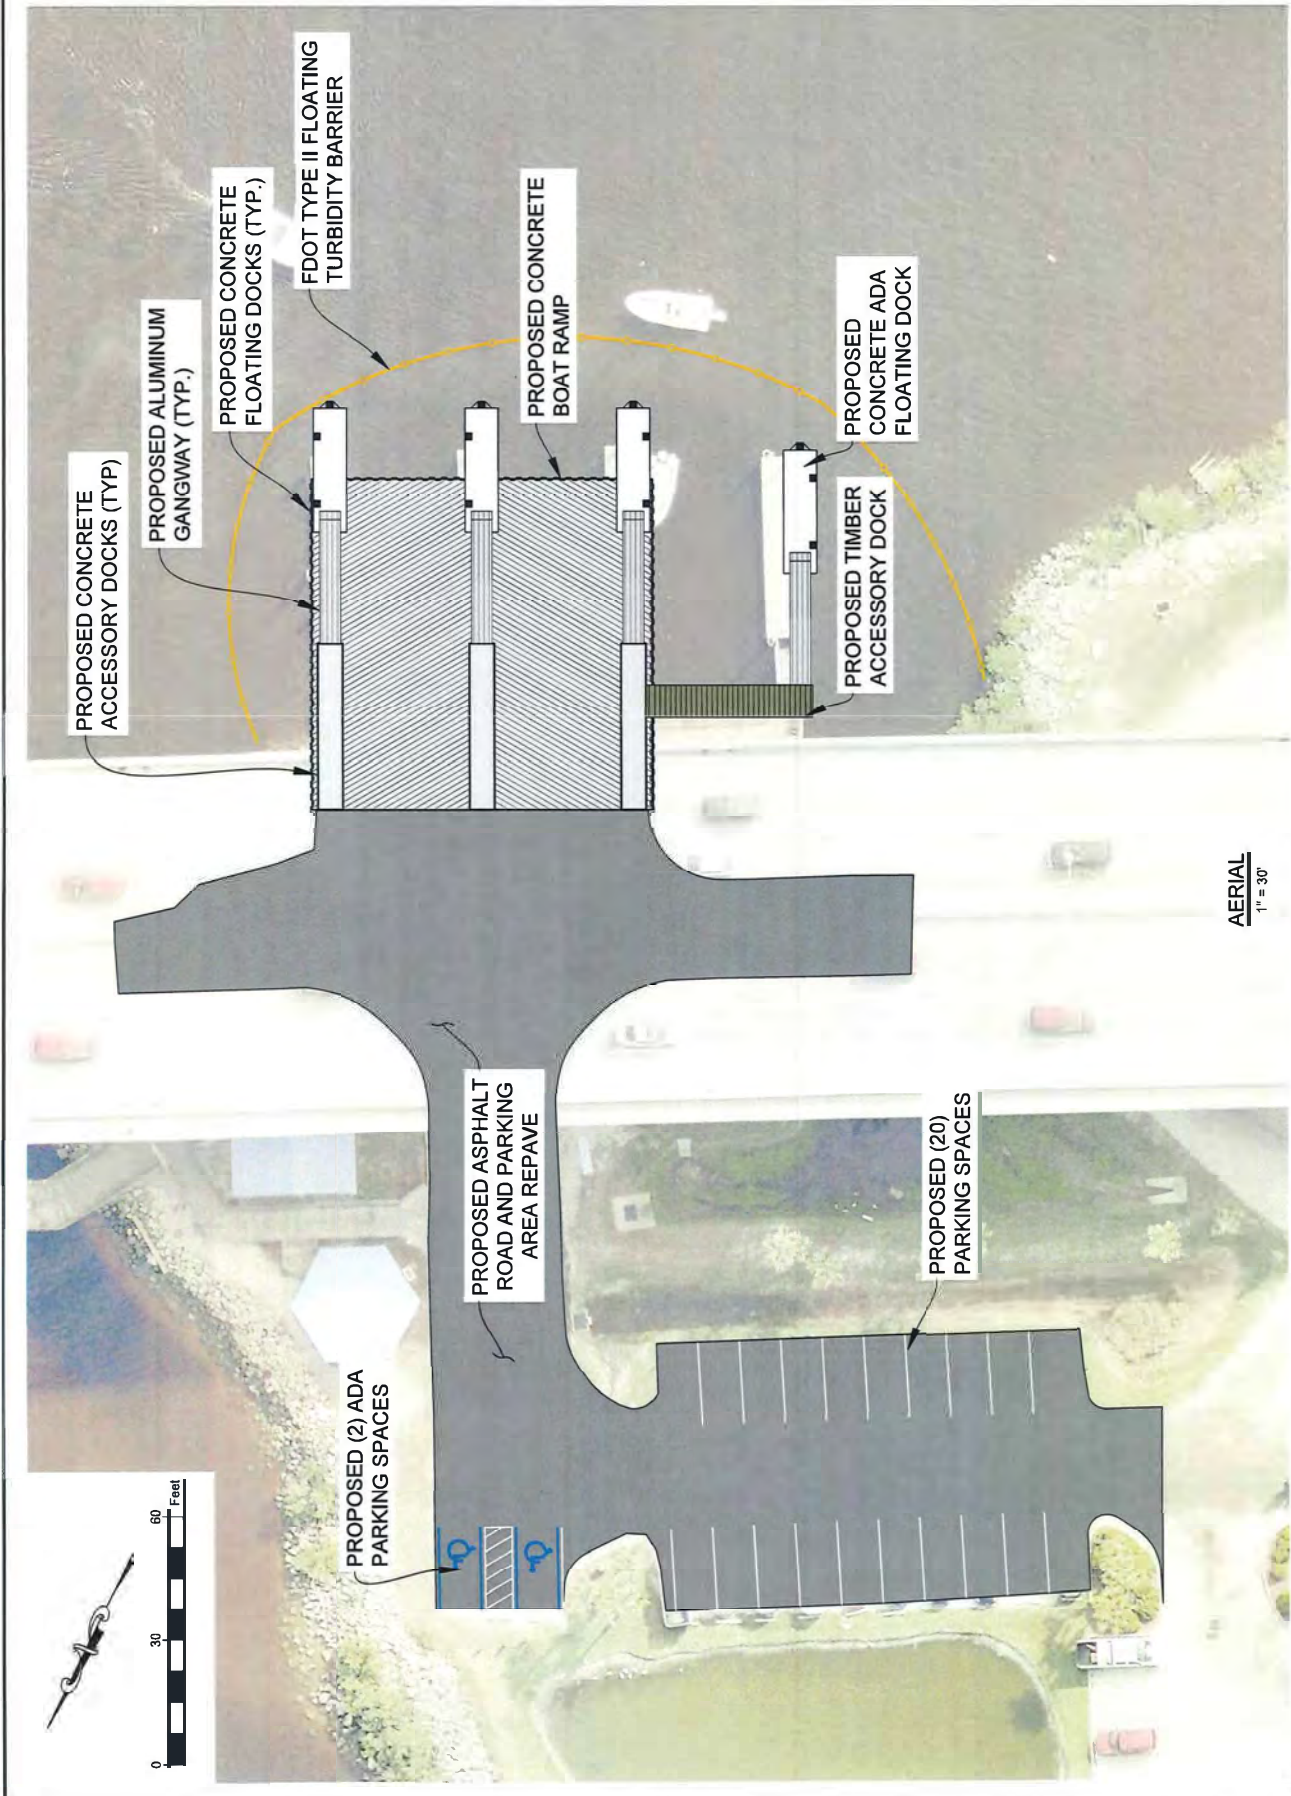 PROPOSED CONCRETE
ACCESSORY DOCKS (TYP)
PROPOSED ALUMINUM
GANGWAY (TYP.)
PROPOSED CONCRETE
FLOATING DOCKS (TYP.)
FDOT TYPE II FLOATING
TURBIDITY BARRIER
PROPOSED CONCRETE
BOAT RAMP
PROPOSED
CONCRETE ADA
FLOATING DOCK
PROPOSED TIMBER
ACCESSORY DOCK
PROPOSED ASPHALT
ROAD AND PARKING
AREA REPAVE
PROPOSED (20)
PARKING SPACES
PROPOSED (2) ADA
PARKING SPACES
0 30 60
Feet
AERIAL
1" = 30'